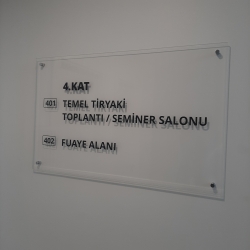 4.KAT
401 TEMEL TİRYAKİ
TOPLANTI / SEMİNER SALONU
402 FUAYE ALANI